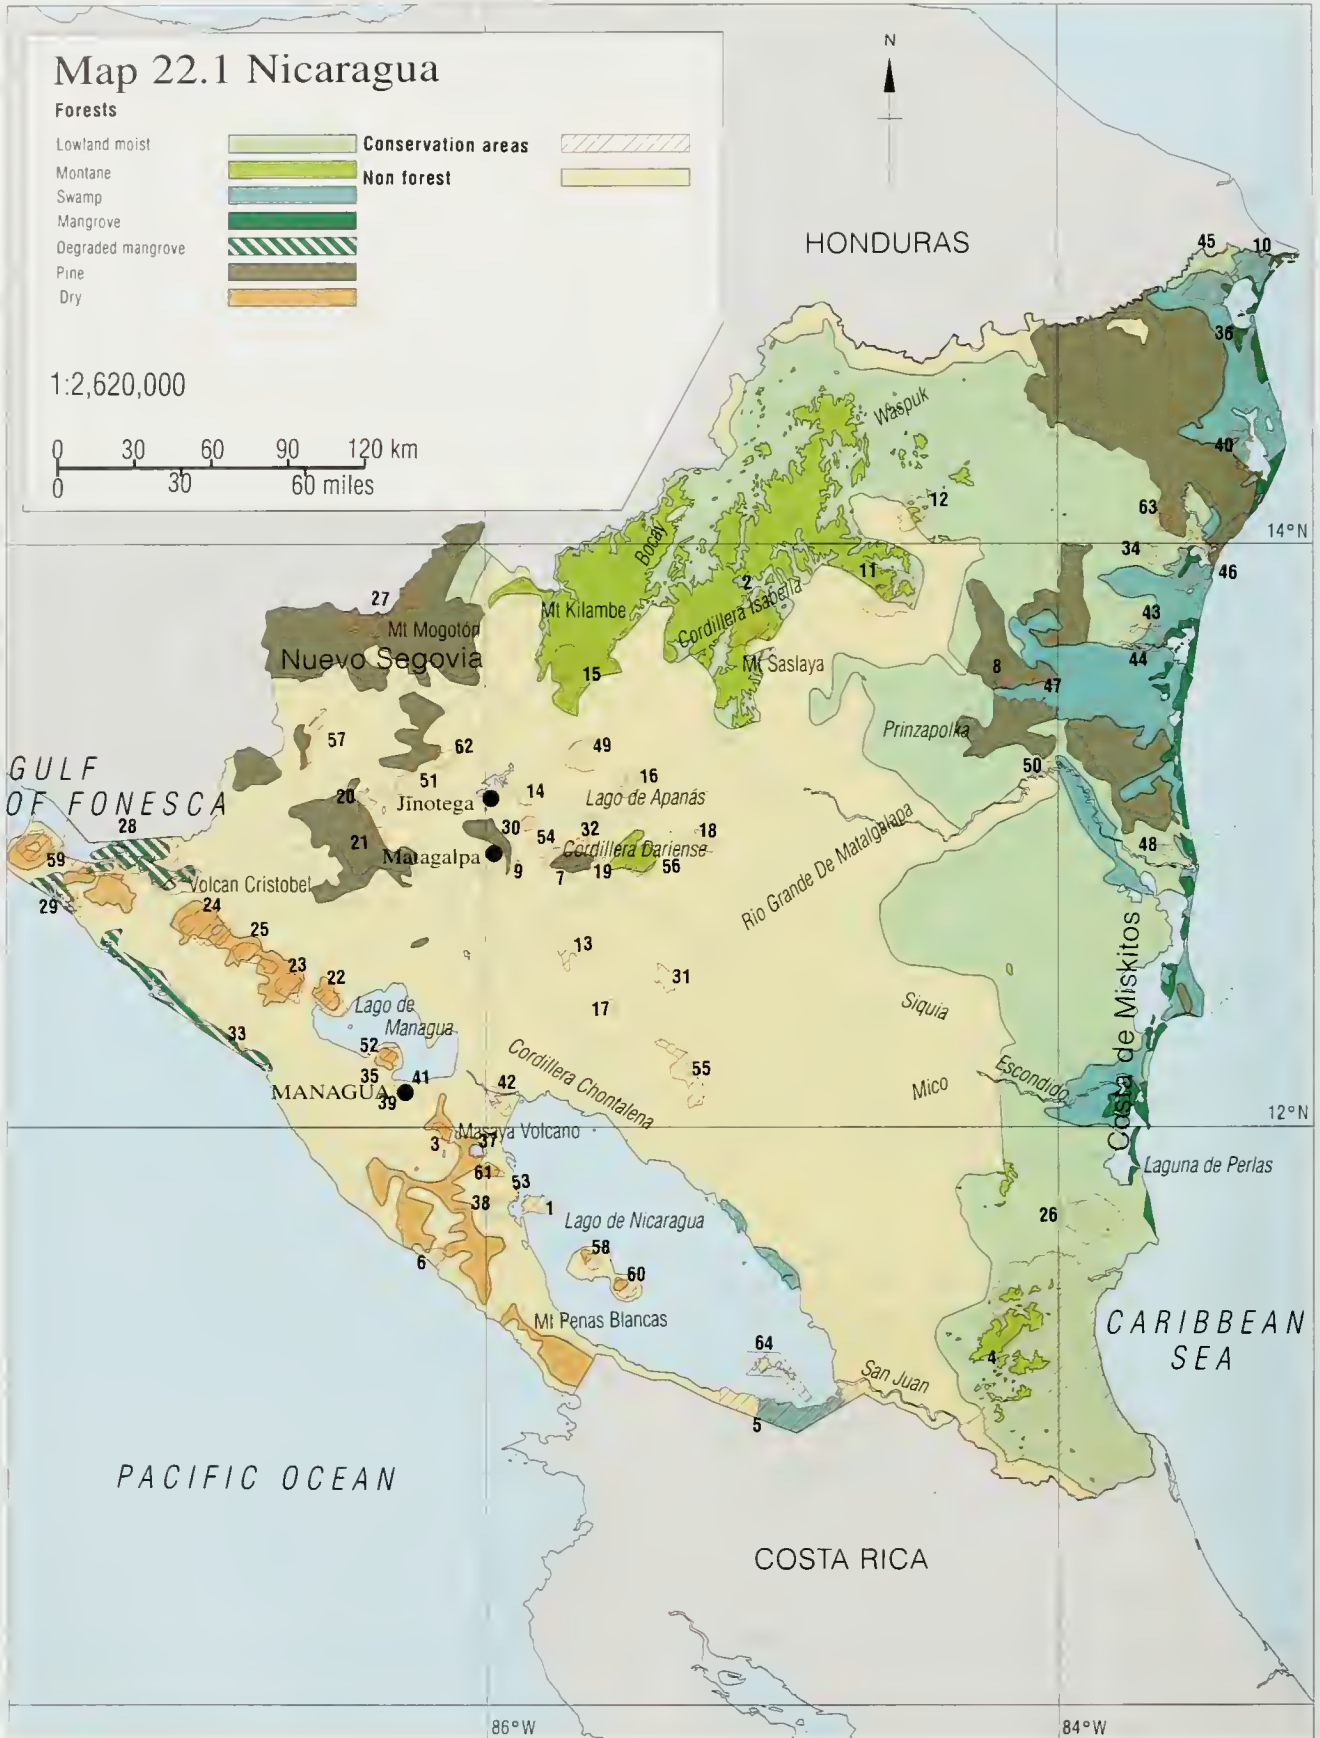 Map 22.1 Nicaragua
Forests
Lowland moist
Montane
Swamp
Mangrove
Degraded mangrove
Pine
Dry
Conservation areas
Non forest
1:2,620,000
0 30 60 90 120 km
0 30 60 miles
N
HONDURAS
45 10
36
Waspuk
40
12
63
14°N
Bocay
34
27
2
11
46
Mt Kilambe
Cordillera Isabella
43
Mt Mogotón
Nuevo Segovia
Mt Saslaya
44
15
8
47
Prinzapolka
57
62
49
GULF
OF FONESCA
50
51
16
20
Jinotega
14
Lago de Apanás
28
30
54
32
18
21
Matagalpa
Cordillera Dariense
48
59
9
7
19
56
Rio Grande De Matalgalapa
Volcan Cristobel
29
24
25
13
23
22
31
Costa de Miskitos
Lago de
Managua
17
Siquia
33
52
Cordillera Chontalena
55
Escondido
35
41
42
Mico
MANAGUA
39
12°N
3
Masaya Volcano
37
61
53
Laguna de Perlas
38
1
Lago de Nicaragua
26
6
58
60
Mt Penas Blancas
CARIBBEAN
SEA
64
4
San Juan
5
PACIFIC OCEAN
COSTA RICA
86°W
84°W